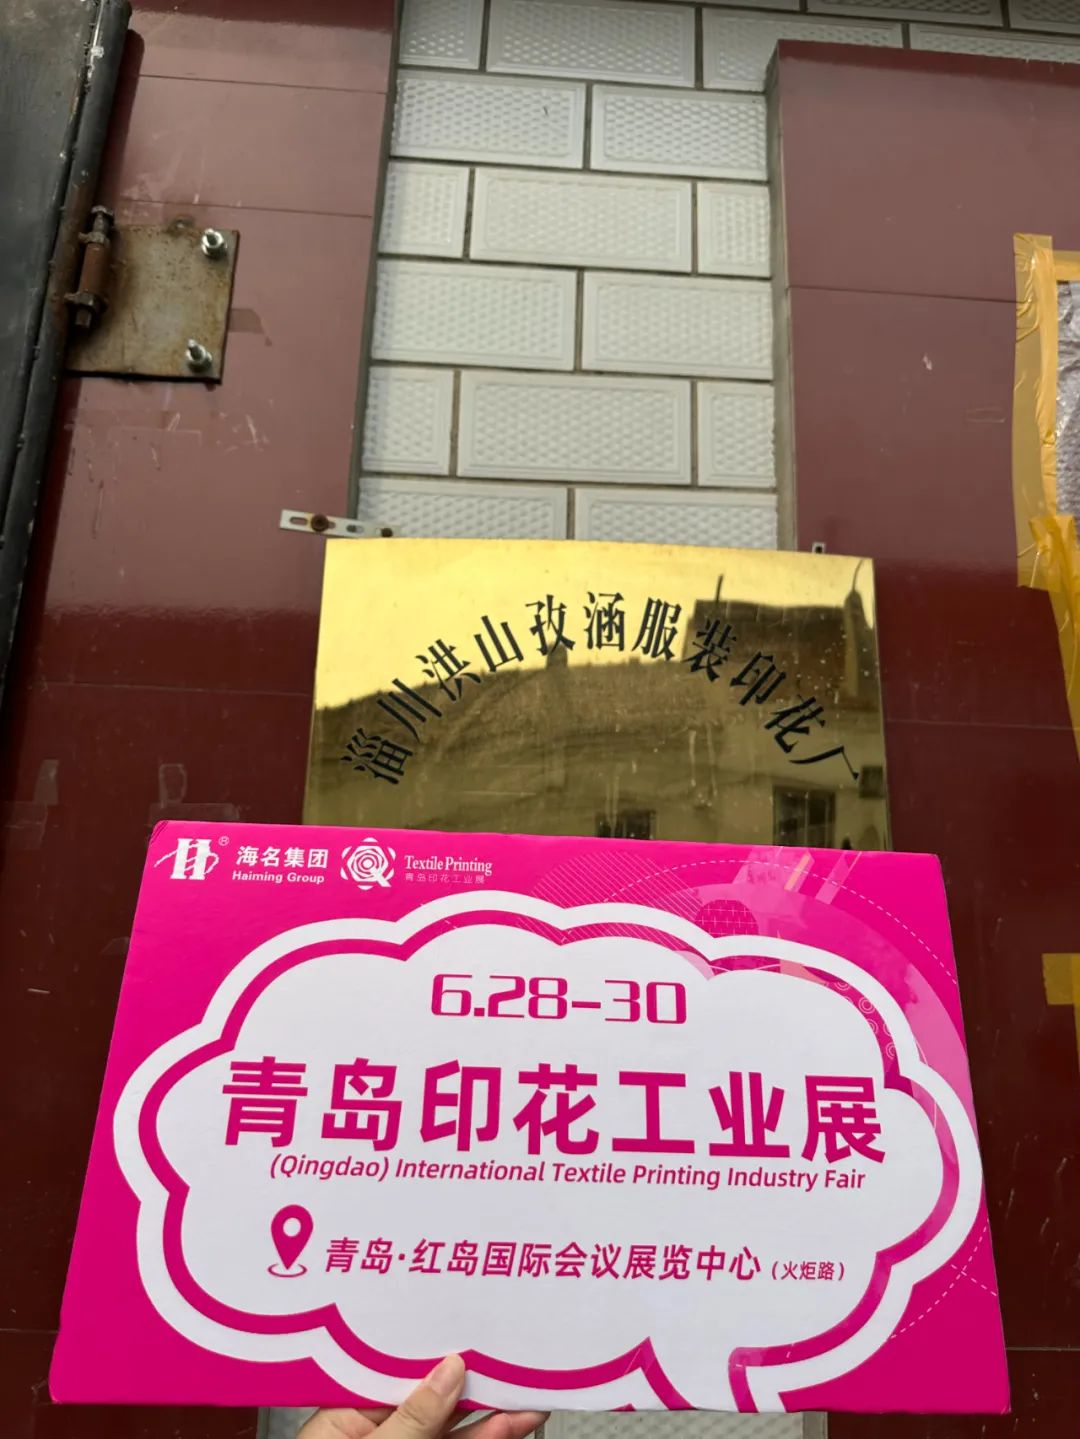 淄川洪山孜涵服装印花厂
海名集团
Haiming Group
Textile Printing
青岛印花工业展
6.28-30
青岛印花工业展
(Qingdao) International Textile Printing Industry Fair
青岛·红岛国际会议展览中心（火炬路）